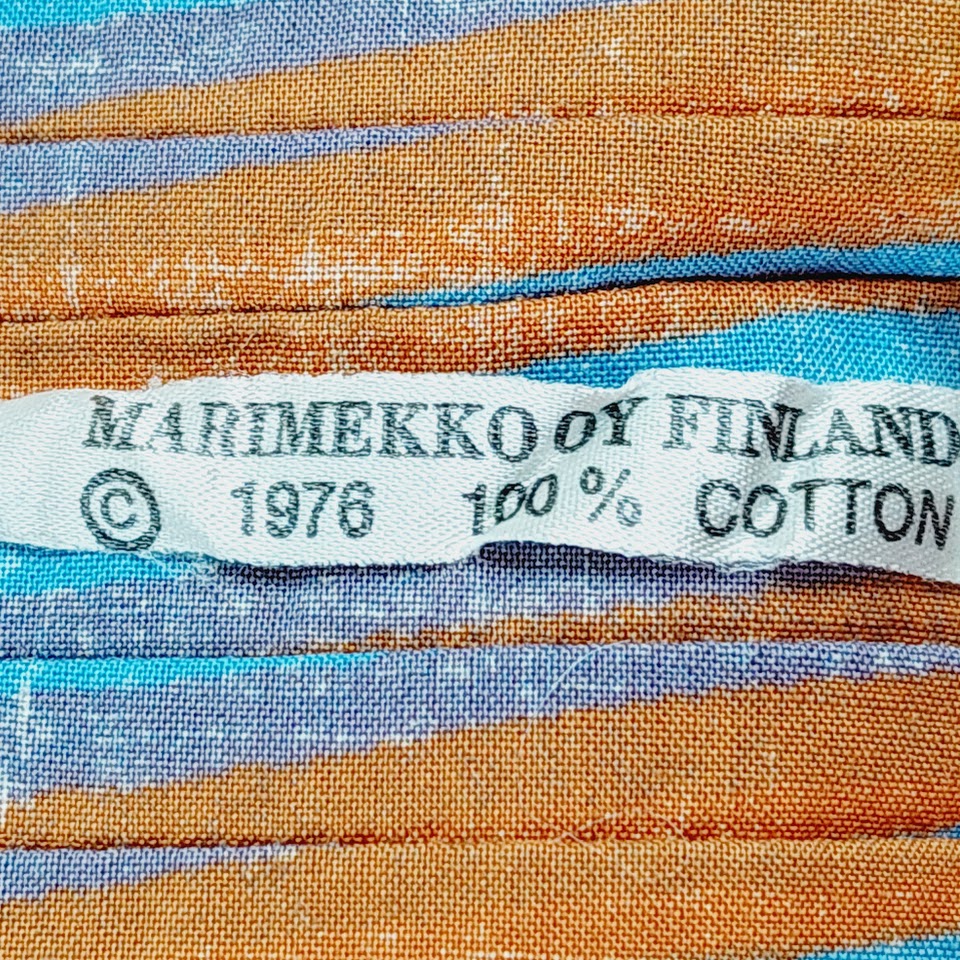 MARIMEKKO OY FINLAND
© 1976 100 % COTTON